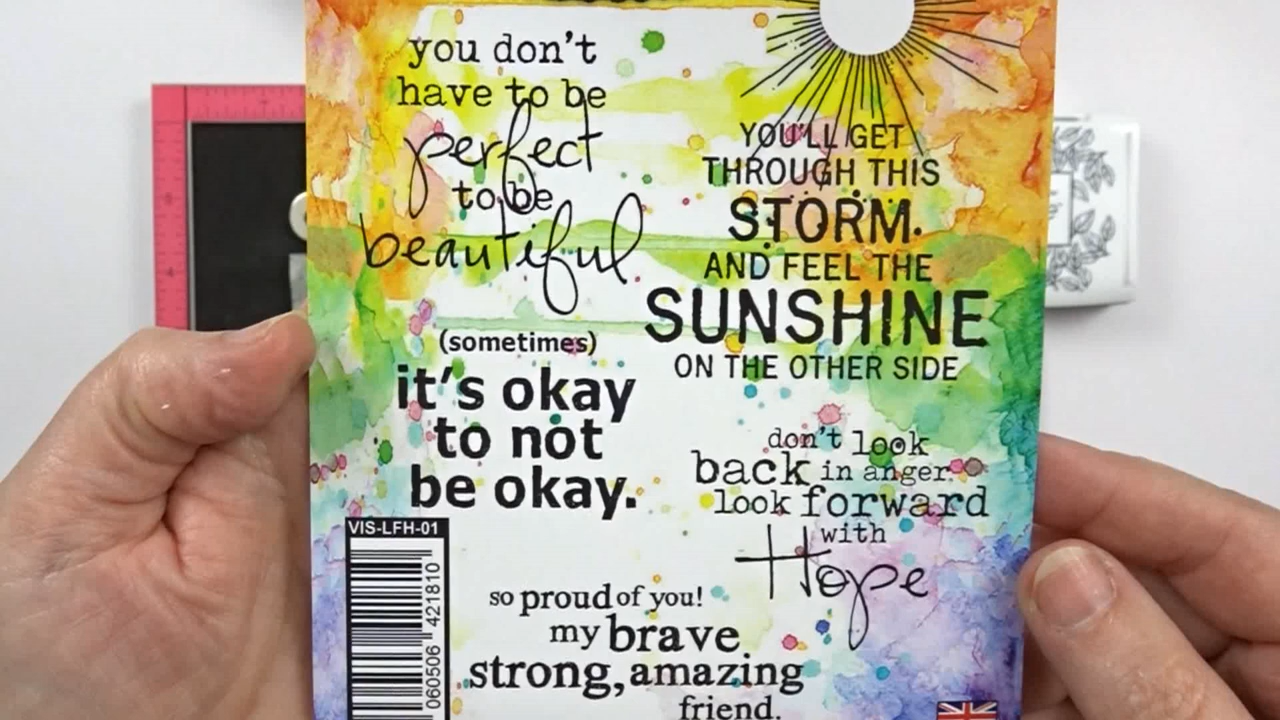 you don't
have to be
perfect
to be
beautiful
YOU'LL GET
THROUGH THIS
STORM.
AND FEEL THE
SUNSHINE
ON THE OTHER SIDE
(sometimes)
it's okay
to not
be okay.
don't look
back in anger
look forward
with
Hope
VIS-LFH-01
060506 421810
so proud of you!
my brave
strong, amazing
friend.